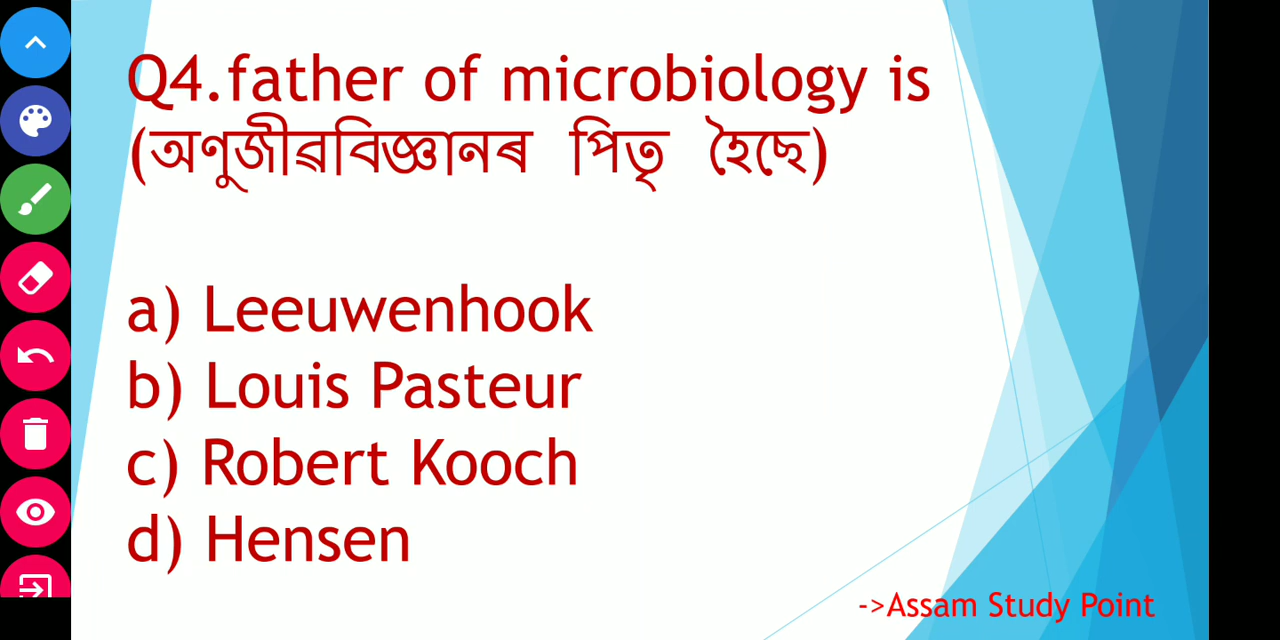 Q4.father of microbiology is
(অণুজীৱবিজ্ঞানৰ পিতৃ হৈছে)
a) Leeuwenhook
b) Louis Pasteur
c) Robert Kooch
d) Hensen
->Assam Study Point